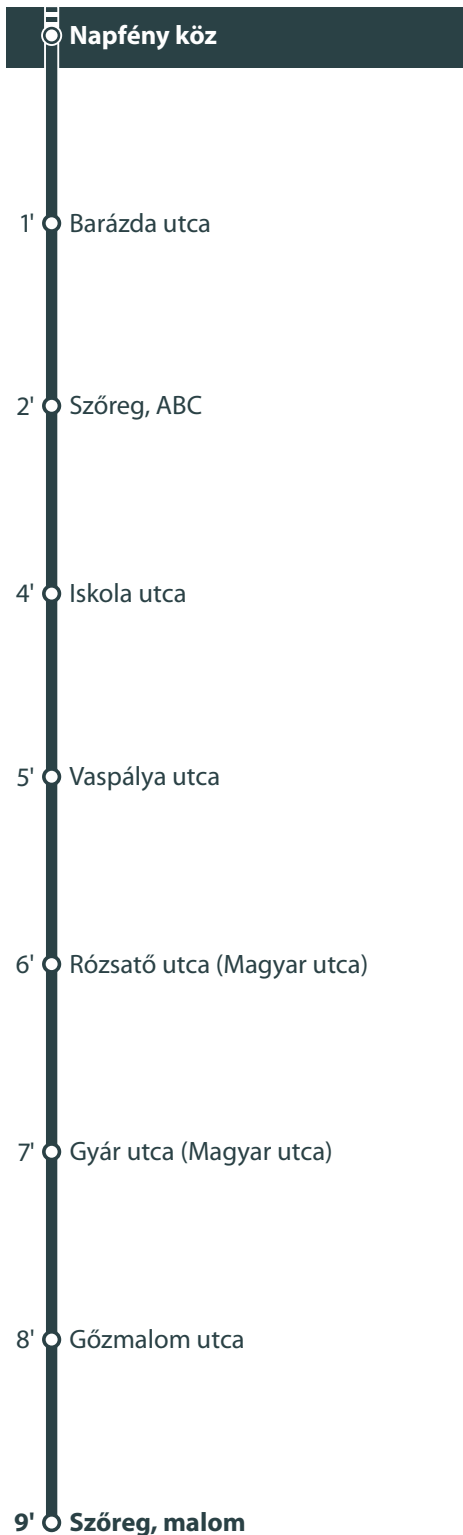 Napfény köz
1' Barázda utca
2' Szőreg, ABC
4' Iskola utca
5' Vaspálya utca
6' Rózsatő utca (Magyar utca)
7' Gyár utca (Magyar utca)
8' Gőzmalom utca
9' Szőreg, malom